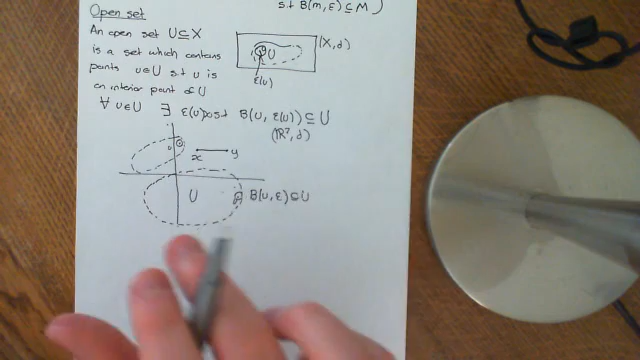 s.t B(m, ε) ⊆ M )
Open set
An open set U⊆X
is a set which contains
points u∈U s.t u is
an interior point of U
(X, d)
U
ε(u)
∀ u∈U ∃ ε(u)>0 s.t B(u, ε(u)) ⊆ U
(ℝ², d)
x y
U B(u, ε) ⊆ U